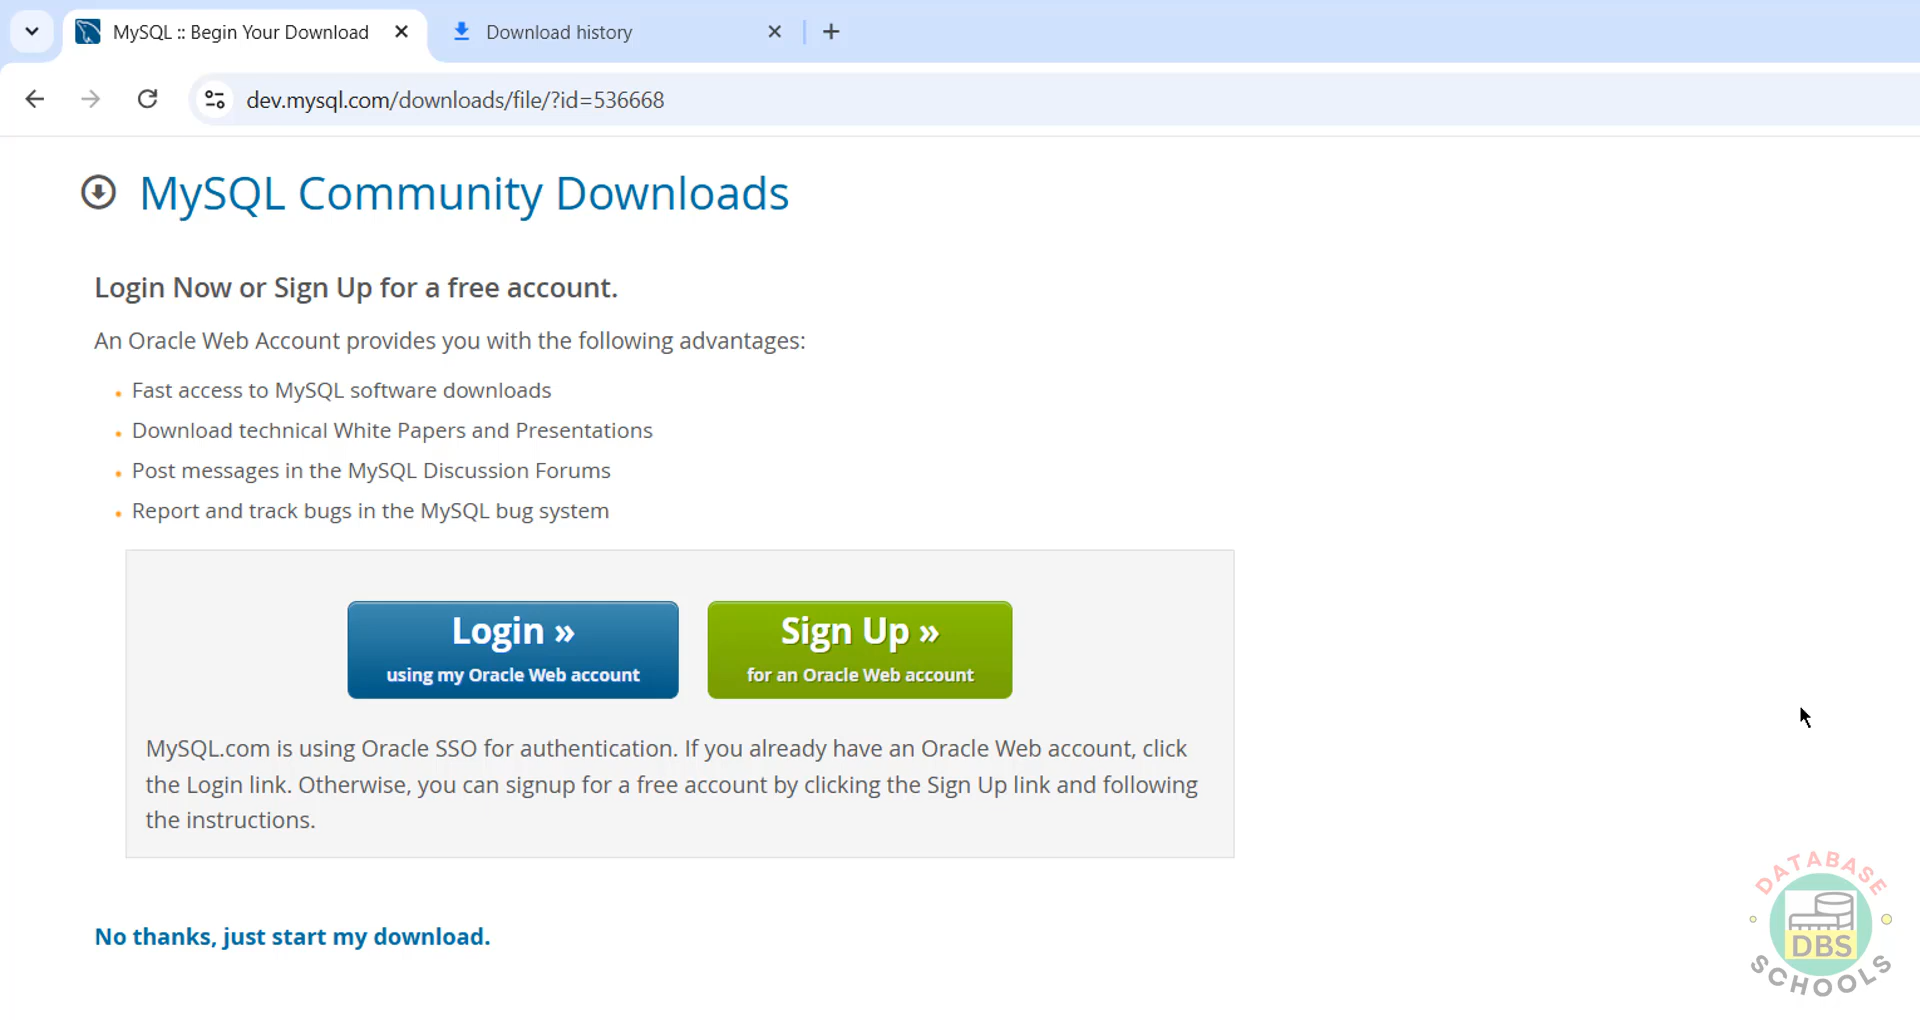 MySQL :: Begin Your Download
Download history
dev.mysql.com/downloads/file/?id=536668
MySQL Community Downloads
Login Now or Sign Up for a free account.
An Oracle Web Account provides you with the following advantages:
Fast access to MySQL software downloads
Download technical White Papers and Presentations
Post messages in the MySQL Discussion Forums
Report and track bugs in the MySQL bug system
Login »
using my Oracle Web account
Sign Up »
for an Oracle Web account
MySQL.com is using Oracle SSO for authentication. If you already have an Oracle Web account, click
the Login link. Otherwise, you can signup for a free account by clicking the Sign Up link and following
the instructions.
No thanks, just start my download.
DATABASE
DBS
SCHOOLS